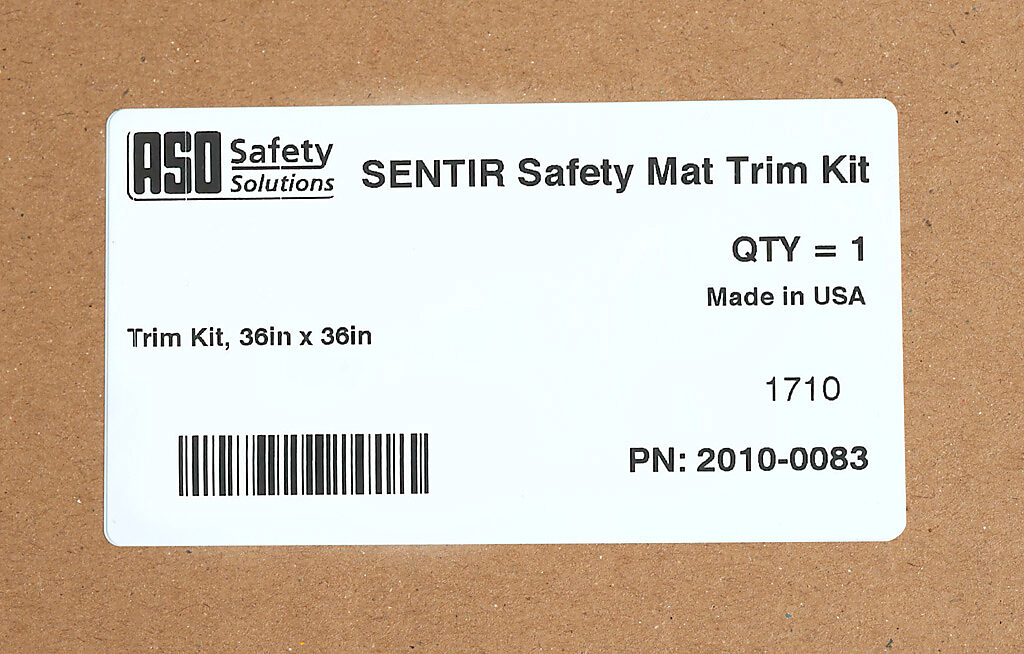 ASO Safety Solutions
SENTIR Safety Mat Trim Kit
QTY = 1
Made in USA
Trim Kit, 36in x 36in
1710
PN: 2010-0083